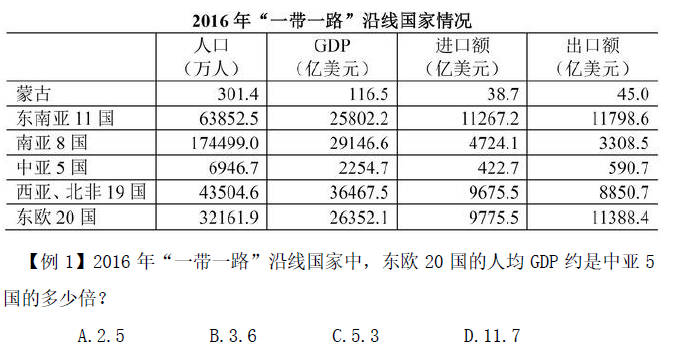 2016 年“一带一路”沿线国家情况
人口（万人） GDP（亿美元） 进口额（亿美元） 出口额（亿美元）
蒙古 301.4 116.5 38.7 45.0
东南亚 11 国 63852.5 25802.2 11267.2 11798.6
南亚 8 国 174499.0 29146.6 4724.1 3308.5
中亚 5 国 6946.7 2254.7 422.7 590.7
西亚、北非 19 国 43504.6 36467.5 9675.5 8850.7
东欧 20 国 32161.9 26352.1 9775.5 11388.4
【例 1】2016 年“一带一路”沿线国家中，东欧 20 国的人均 GDP 约是中亚 5
国的多少倍？
A.2.5 B.3.6 C.5.3 D.11.7